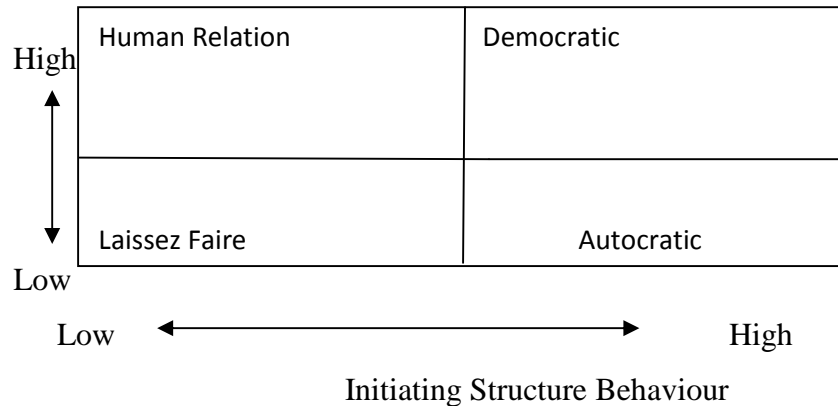 Human Relation Democratic
High
Laissez Faire Autocratic
Low
Low High
Initiating Structure Behaviour